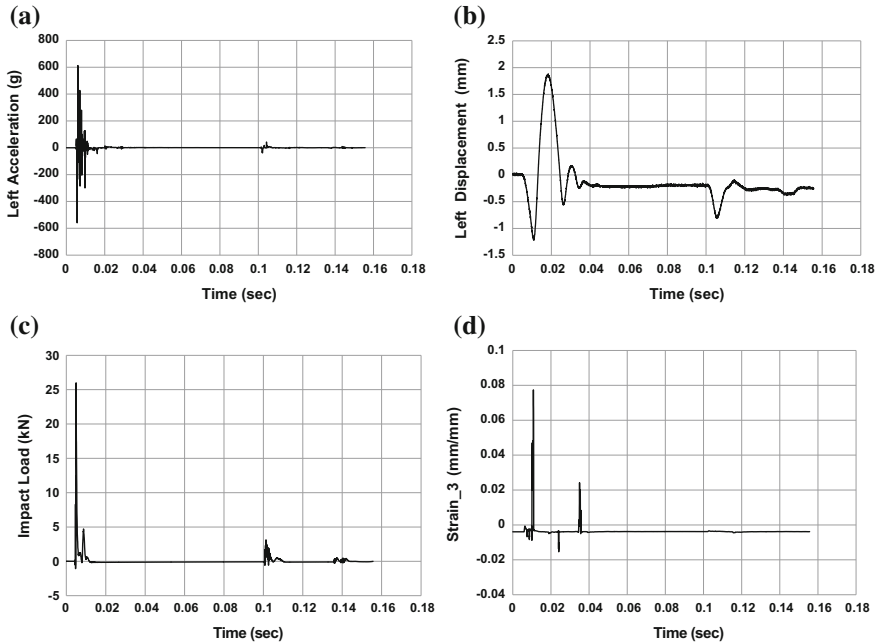 (a)
Left Acceleration (g)
800
600
400
200
0
-200
-400
-600
-800
0 0.02 0.04 0.06 0.08 0.1 0.12 0.14 0.16 0.18
Time (sec)
(b)
Left Displacement (mm)
2.5
2
1.5
1
0.5
0
-0.5
-1
-1.5
0 0.02 0.04 0.06 0.08 0.1 0.12 0.14 0.16 0.18
Time (sec)
(c)
Impact Load (kN)
30
25
20
15
10
5
0
5
0 0.02 0.04 0.06 0.08 0.1 0.12 0.14 0.16 0.18
Time (sec)
(d)
Strain_3 (mm/mm)
0.1
0.08
0.06
0.04
0.02
0
-0.02
-0.04
0 0.02 0.04 0.06 0.08 0.1 0.12 0.14 0.16 0.18
Time (sec)